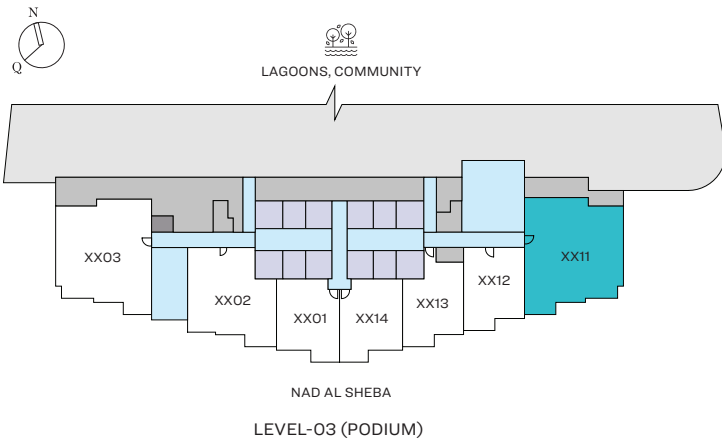 N
Q
LAGOONS, COMMUNITY
XX03
XX02
XX01
XX14
XX13
XX12
XX11
NAD AL SHEBA
LEVEL-03 (PODIUM)